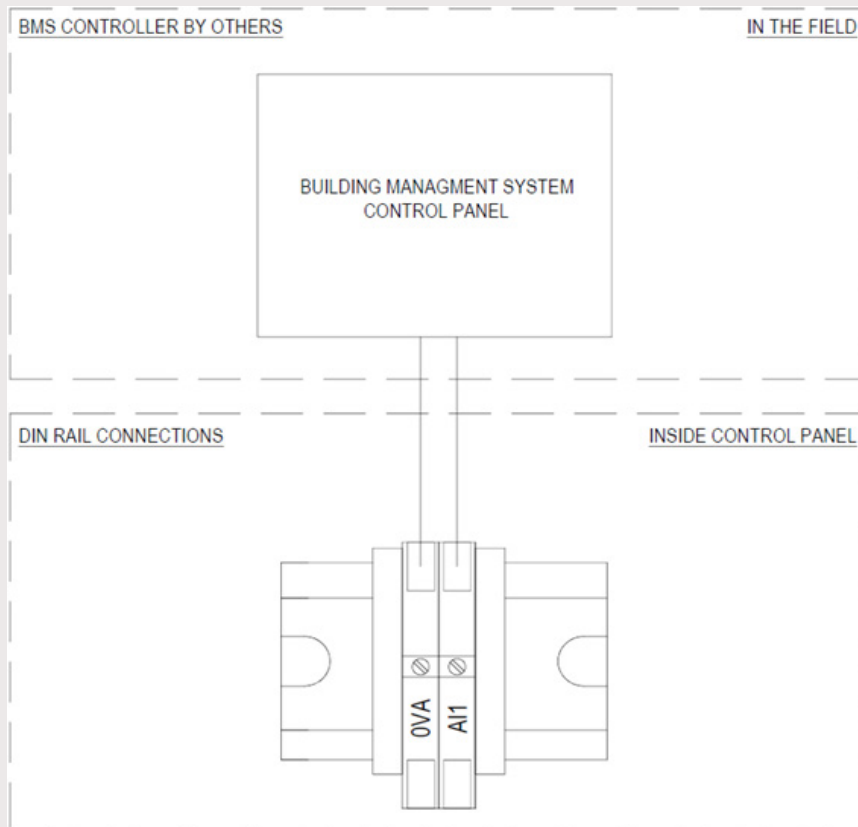 BMS CONTROLLER BY OTHERS
IN THE FIELD
BUILDING MANAGMENT SYSTEM
CONTROL PANEL
DIN RAIL CONNECTIONS
INSIDE CONTROL PANEL
0VA
AI1